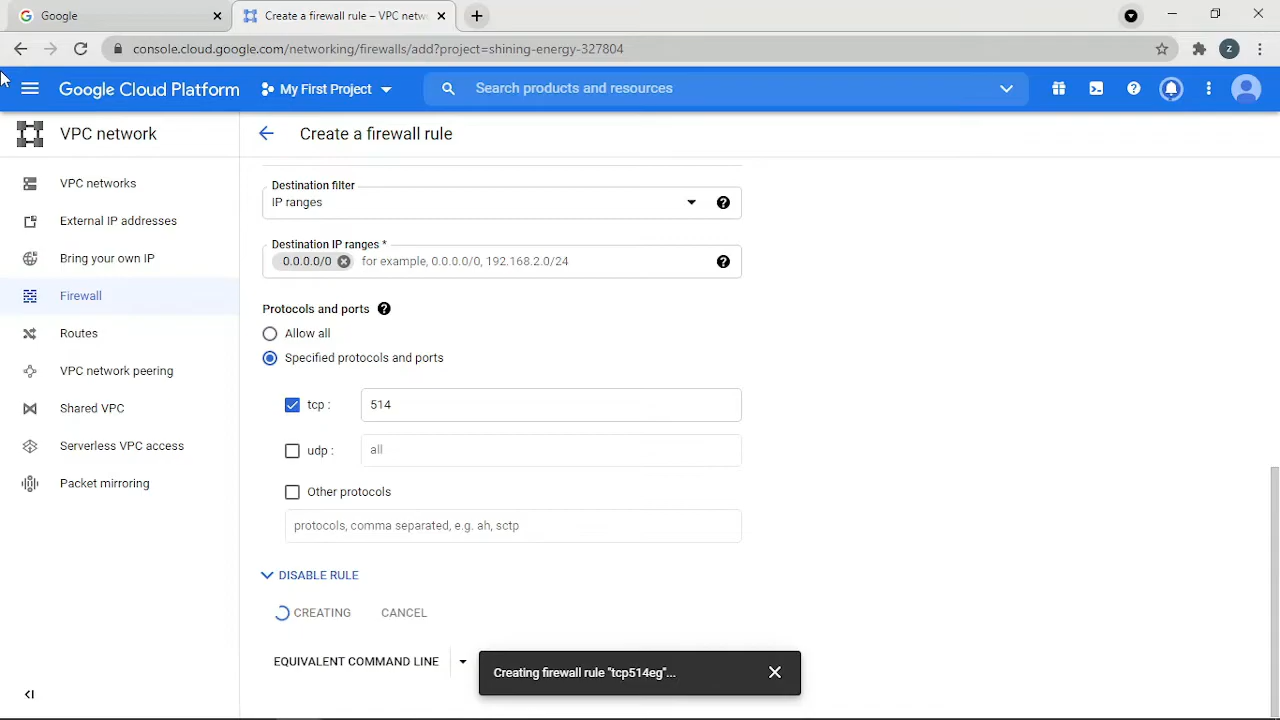 Google
Create a firewall rule – VPC netw
console.cloud.google.com/networking/firewalls/add?project=shining-energy-327804
z
Google Cloud Platform
My First Project
Search products and resources
VPC network
Create a firewall rule
VPC networks
External IP addresses
Bring your own IP
Firewall
Routes
VPC network peering
Shared VPC
Serverless VPC access
Packet mirroring
Destination filter
IP ranges
Destination IP ranges *
0.0.0.0/0 for example, 0.0.0.0/0, 192.168.2.0/24
Protocols and ports
Allow all
Specified protocols and ports
tcp : 514
udp : all
Other protocols
protocols, comma separated, e.g. ah, sctp
DISABLE RULE
CREATING CANCEL
EQUIVALENT COMMAND LINE
Creating firewall rule "tcp514eg"...